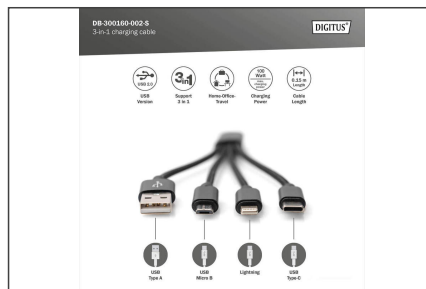 DB-300160-002-S
3-in-1 charging cable
DIGITUS®
USB 2.0
3in1
100
Watt
0.15 m
Length
USB
Version
Support
3 in 1
Home-Office-
Travel
Charging
Power
Cable
Length
USB
Type A
USB
Micro B
Lightning
USB
Type-C